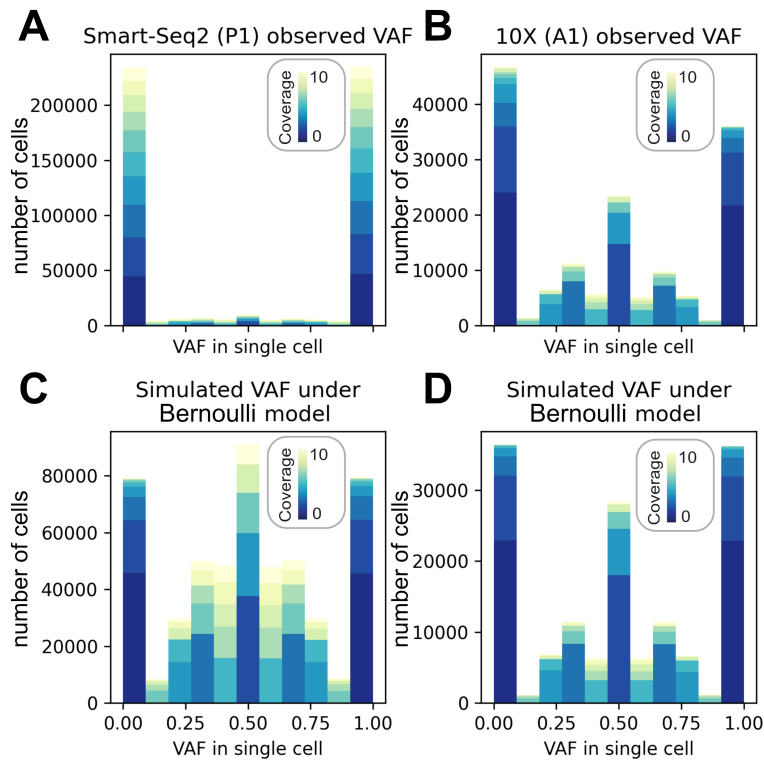 A
Smart-Seq2 (P1) observed VAF
number of cells
200000
150000
100000
50000
0
Coverage
10
0
VAF in single cell
B
10X (A1) observed VAF
number of cells
40000
30000
20000
10000
0
Coverage
10
0
VAF in single cell
C
Simulated VAF under
Bernoulli model
number of cells
80000
60000
40000
20000
0
Coverage
10
0
0.00 0.25 0.50 0.75 1.00
VAF in single cell
D
Simulated VAF under
Bernoulli model
number of cells
30000
20000
10000
0
Coverage
10
0
0.00 0.25 0.50 0.75 1.00
VAF in single cell